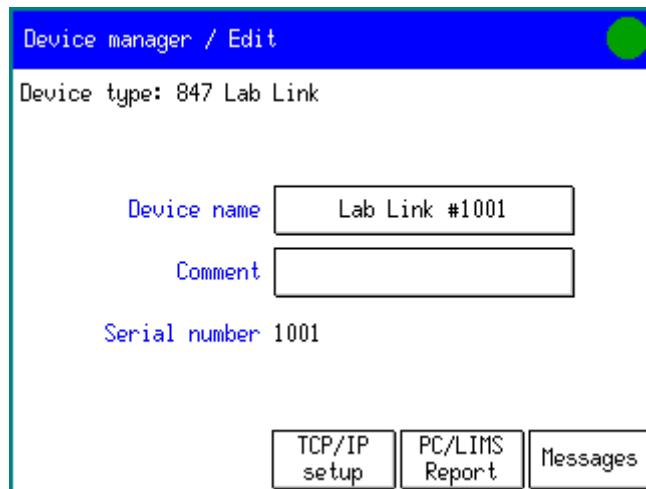 Device manager / Edit
Device type: 847 Lab Link
Device name Lab Link #1001
Comment
Serial number 1001
TCP/IP setup
PC/LIMS Report
Messages